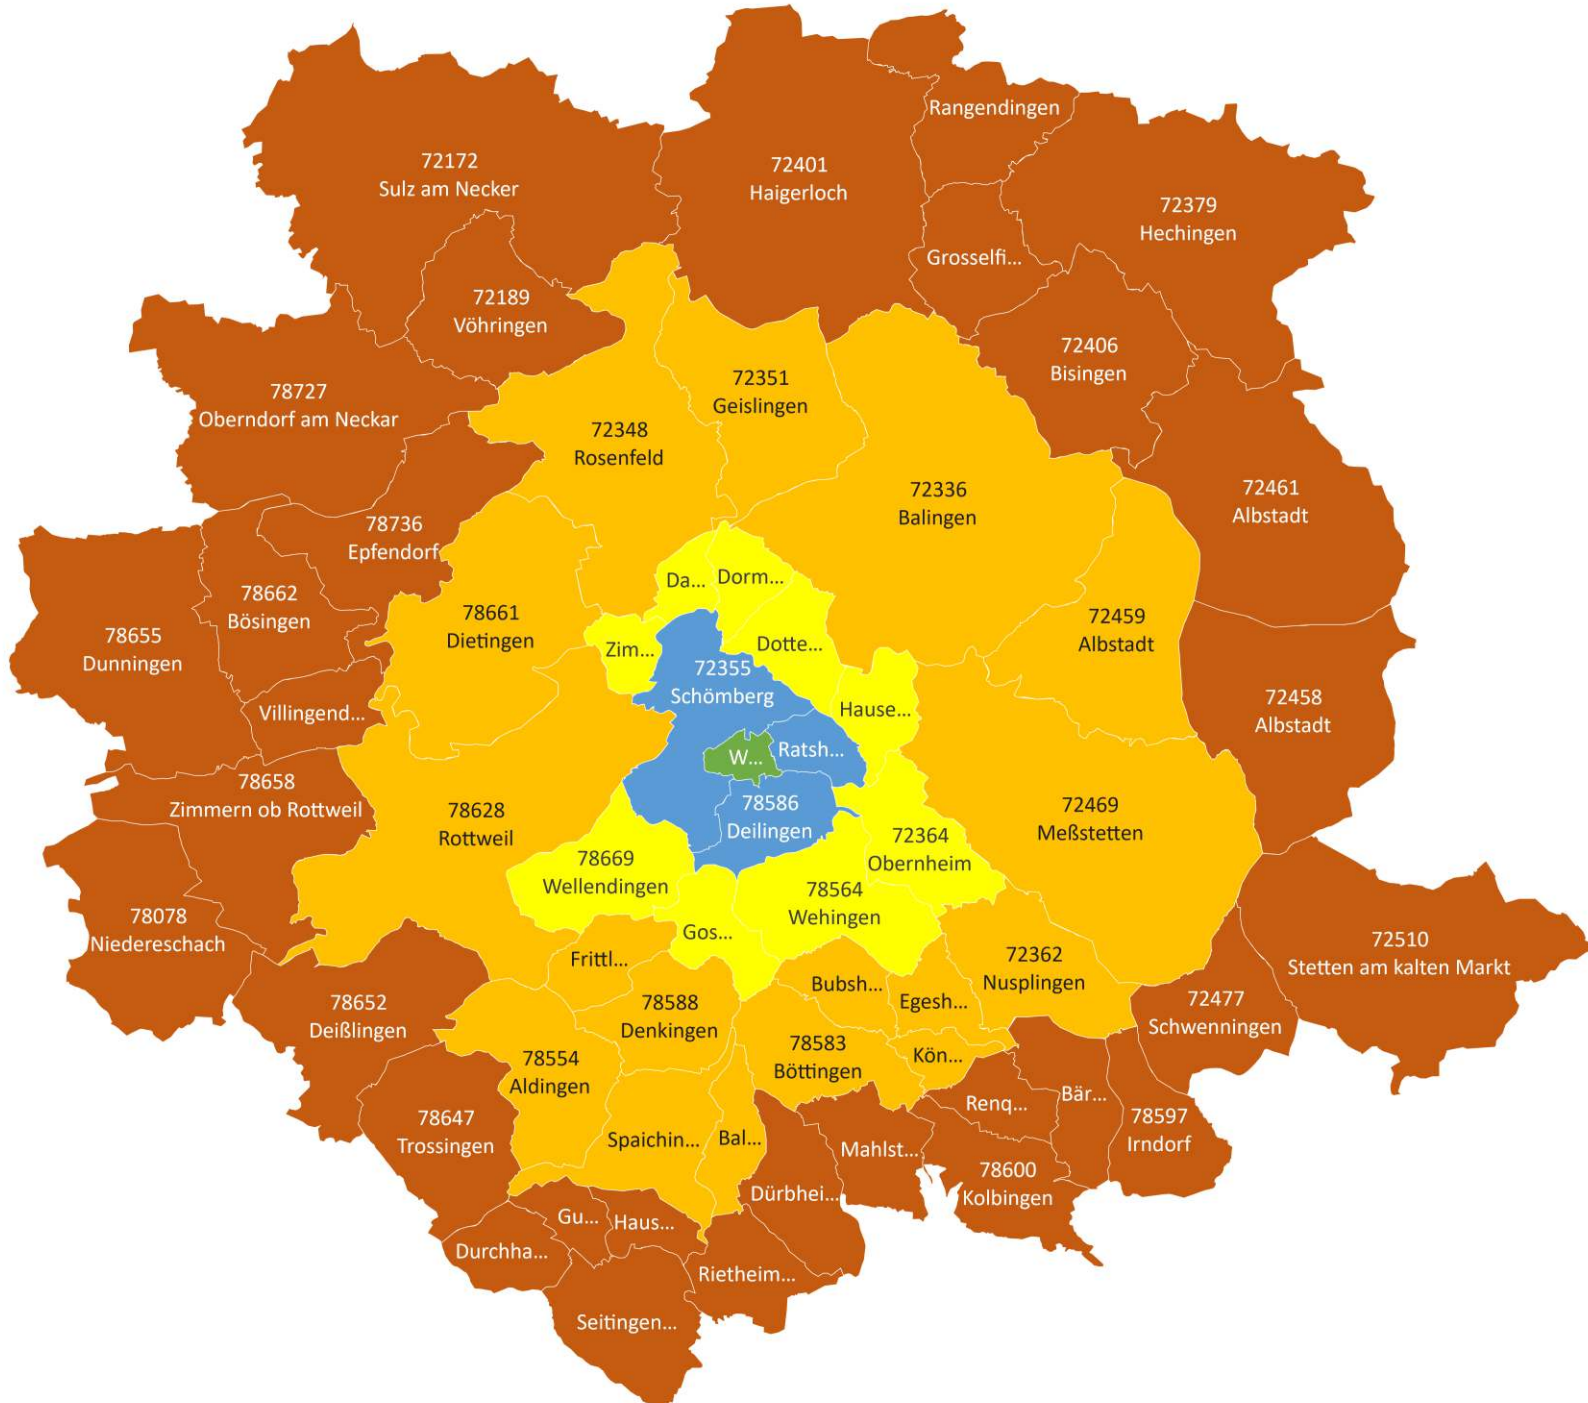 Rangendingen
72172
Sulz am Necker
72401
Haigerloch
72379
Hechingen
Grosselfi...
72189
Vöhringen
72406
Bisingen
72351
Geislingen
78727
Oberndorf am Neckar
72348
Rosenfeld
72461
Albstadt
72336
Balingen
78736
Epfendorf
78662
Bösingen
Da...
Dorm...
78655
Dunningen
78661
Dietingen
72459
Albstadt
Zim...
Dotte...
72355
Schömberg
Villingend...
Hause...
72458
Albstadt
W...
Ratsh...
78658
Zimmern ob Rottweil
78628
Rottweil
78586
Deilingen
72469
Meßstetten
72364
Obernheim
78669
Wellendingen
78564
Wehingen
78078
Niedereschach
Gos...
72510
Stetten am kalten Markt
Frittl...
72362
Nusplingen
Bubsh...
Egesh...
78652
Deißlingen
78588
Denkingen
72477
Schwenningen
78583
Böttingen
Kön...
78554
Aldingen
Renq...
Bär...
78647
Trossingen
Spaichin...
Bal...
Mahlst...
78597
Irndorf
78600
Kolbingen
Dürbhei...
Gu...
Haus...
Durchha...
Rietheim...
Seitingen...